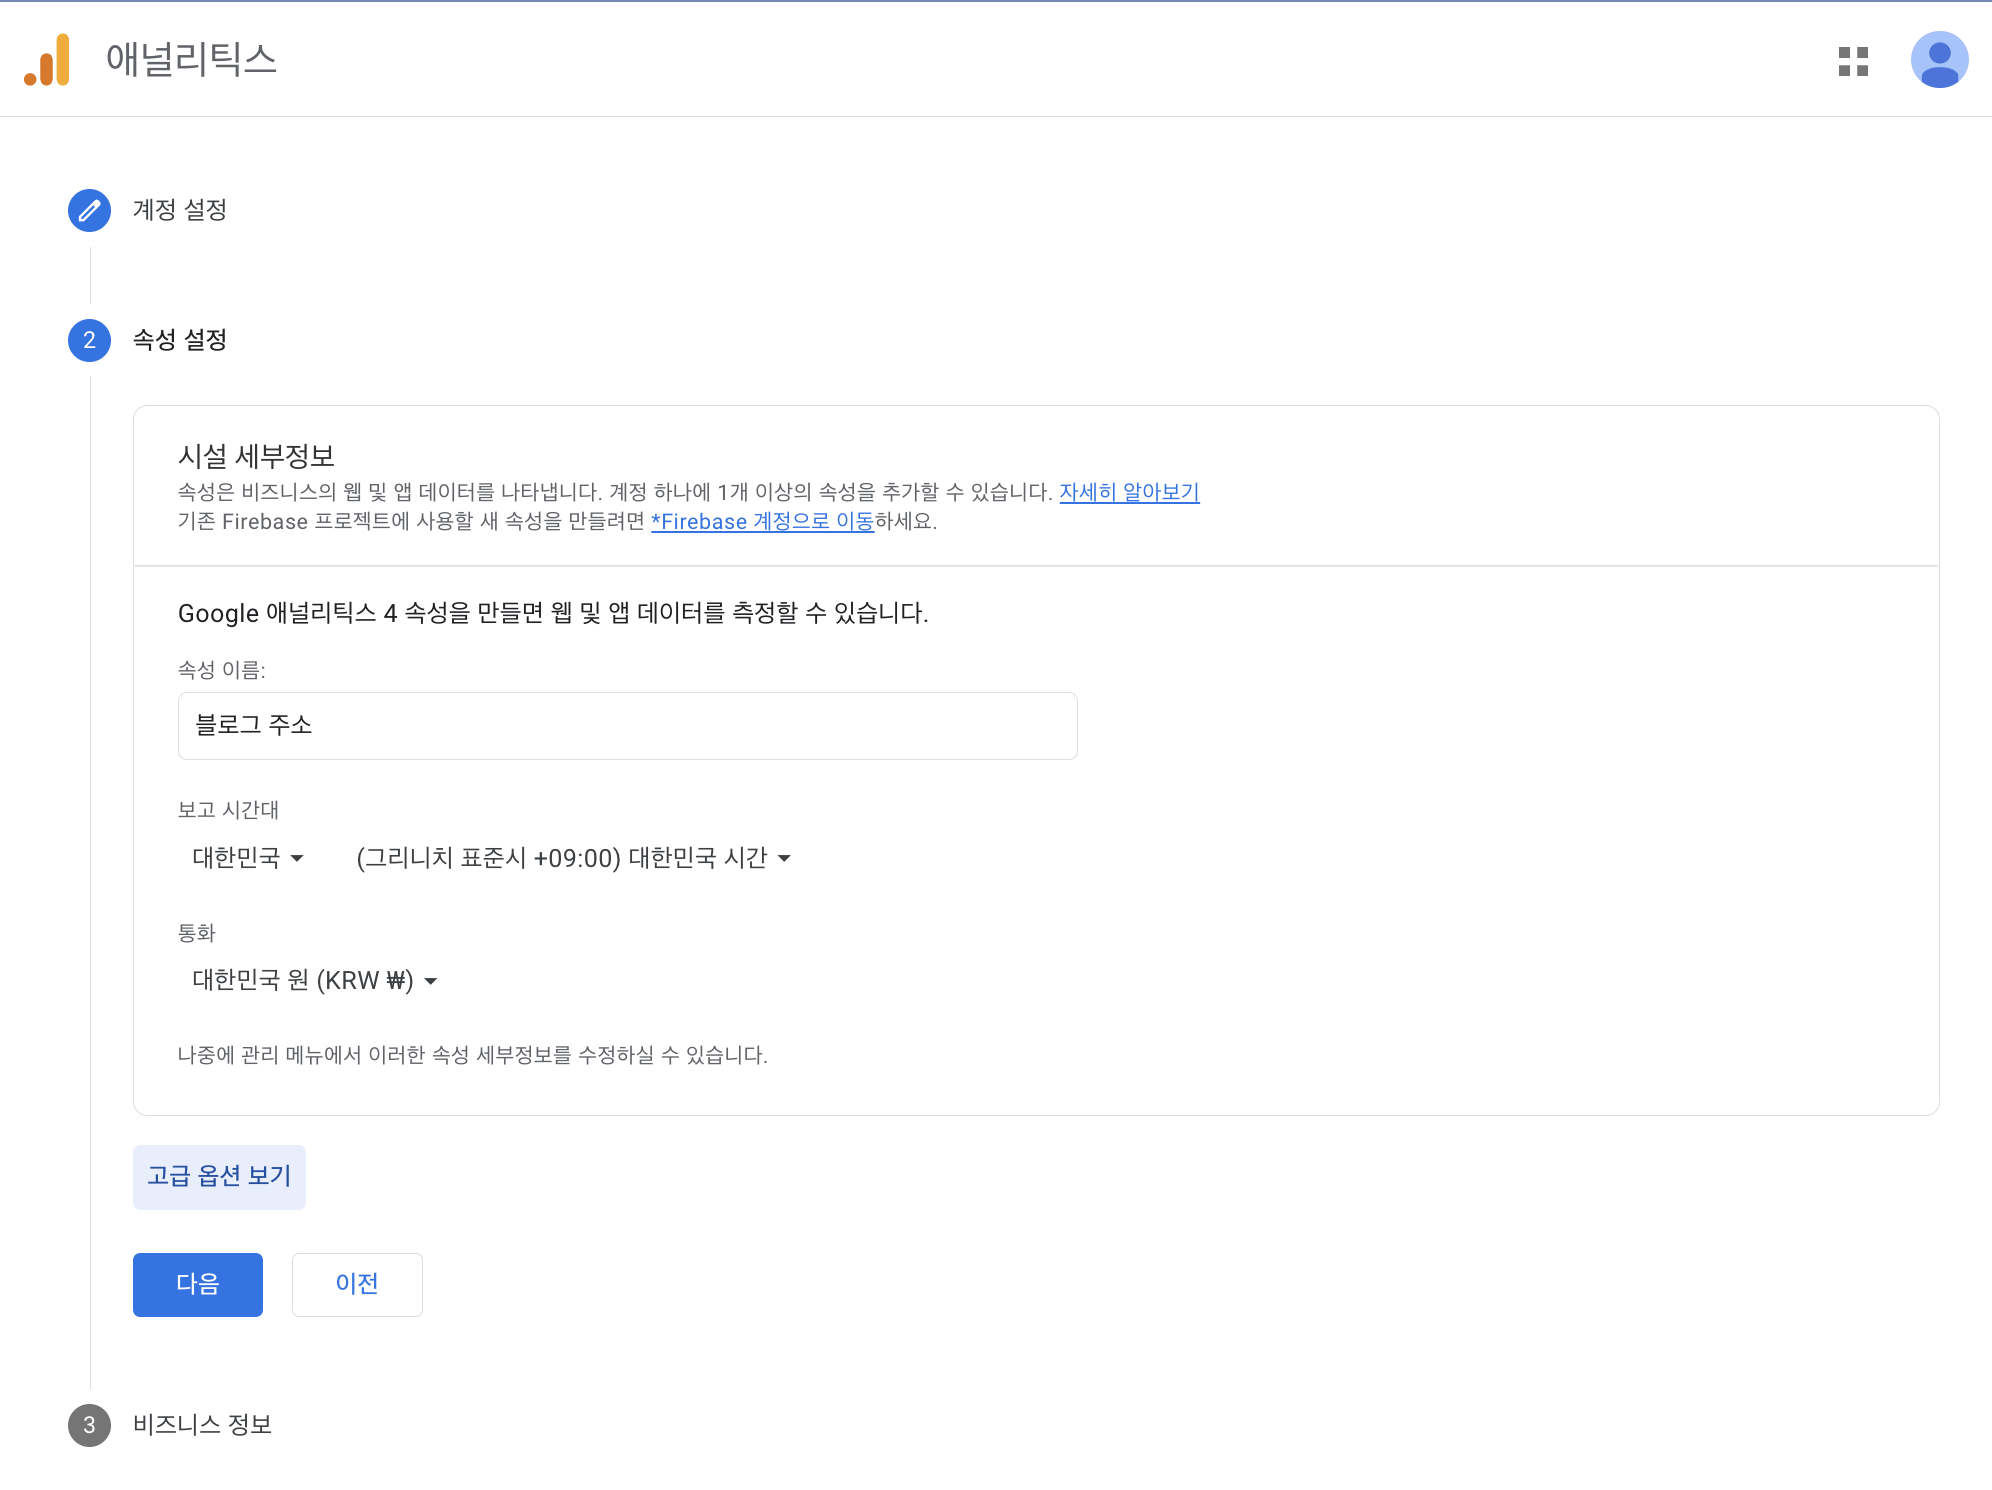 애널리틱스
계정 설정
2 속성 설정
시설 세부정보
속성은 비즈니스의 웹 및 앱 데이터를 나타냅니다. 계정 하나에 1개 이상의 속성을 추가할 수 있습니다. 자세히 알아보기
기존 Firebase 프로젝트에 사용할 새 속성을 만들려면 *Firebase 계정으로 이동하세요.
Google 애널리틱스 4 속성을 만들면 웹 및 앱 데이터를 측정할 수 있습니다.
속성 이름:
블로그 주소
보고 시간대
대한민국 (그리니치 표준시 +09:00) 대한민국 시간
통화
대한민국 원 (KRW ₩)
나중에 관리 메뉴에서 이러한 속성 세부정보를 수정하실 수 있습니다.
고급 옵션 보기
다음 이전
3 비즈니스 정보